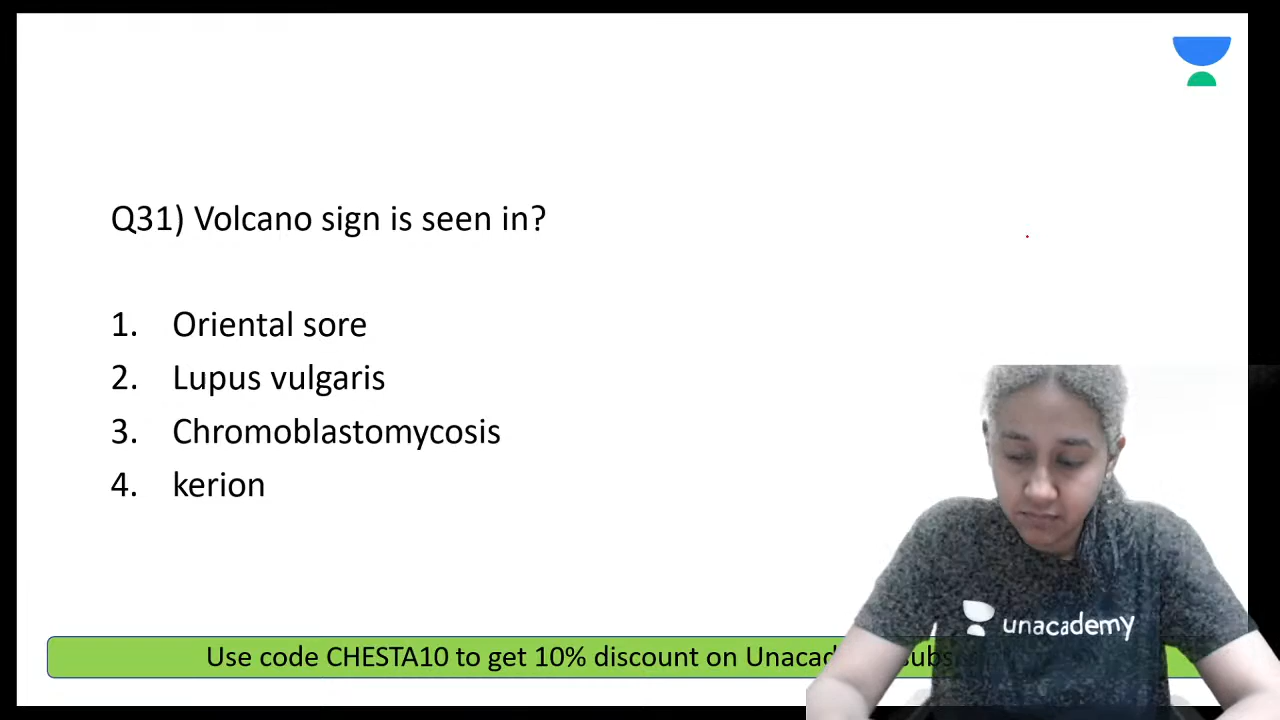 Q31) Volcano sign is seen in?
1. Oriental sore
2. Lupus vulgaris
3. Chromoblastomycosis
4. kerion
unacademy
Use code CHESTA10 to get 10% discount on